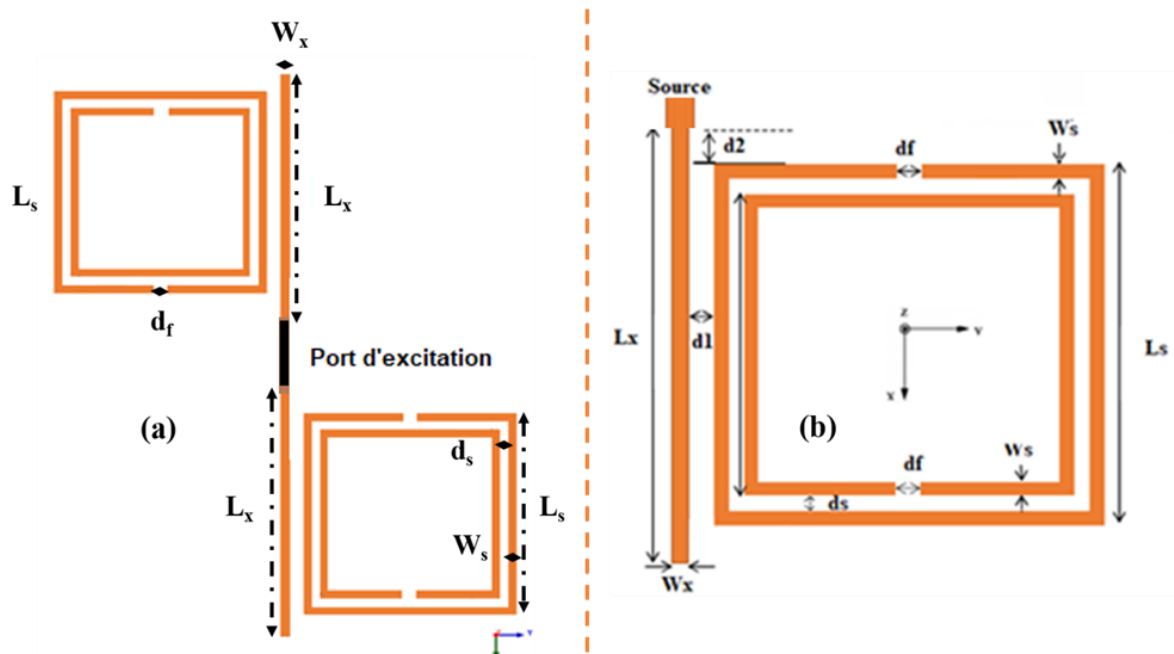 Wx
Ls
Lx
df
Port d'excitation
(a)
ds
Lx
Ls
Ws
Y
Source
d2
df
Ws
Lx
d1
Z
Y
X
Ls
(b)
Ws
df
ds
Wx